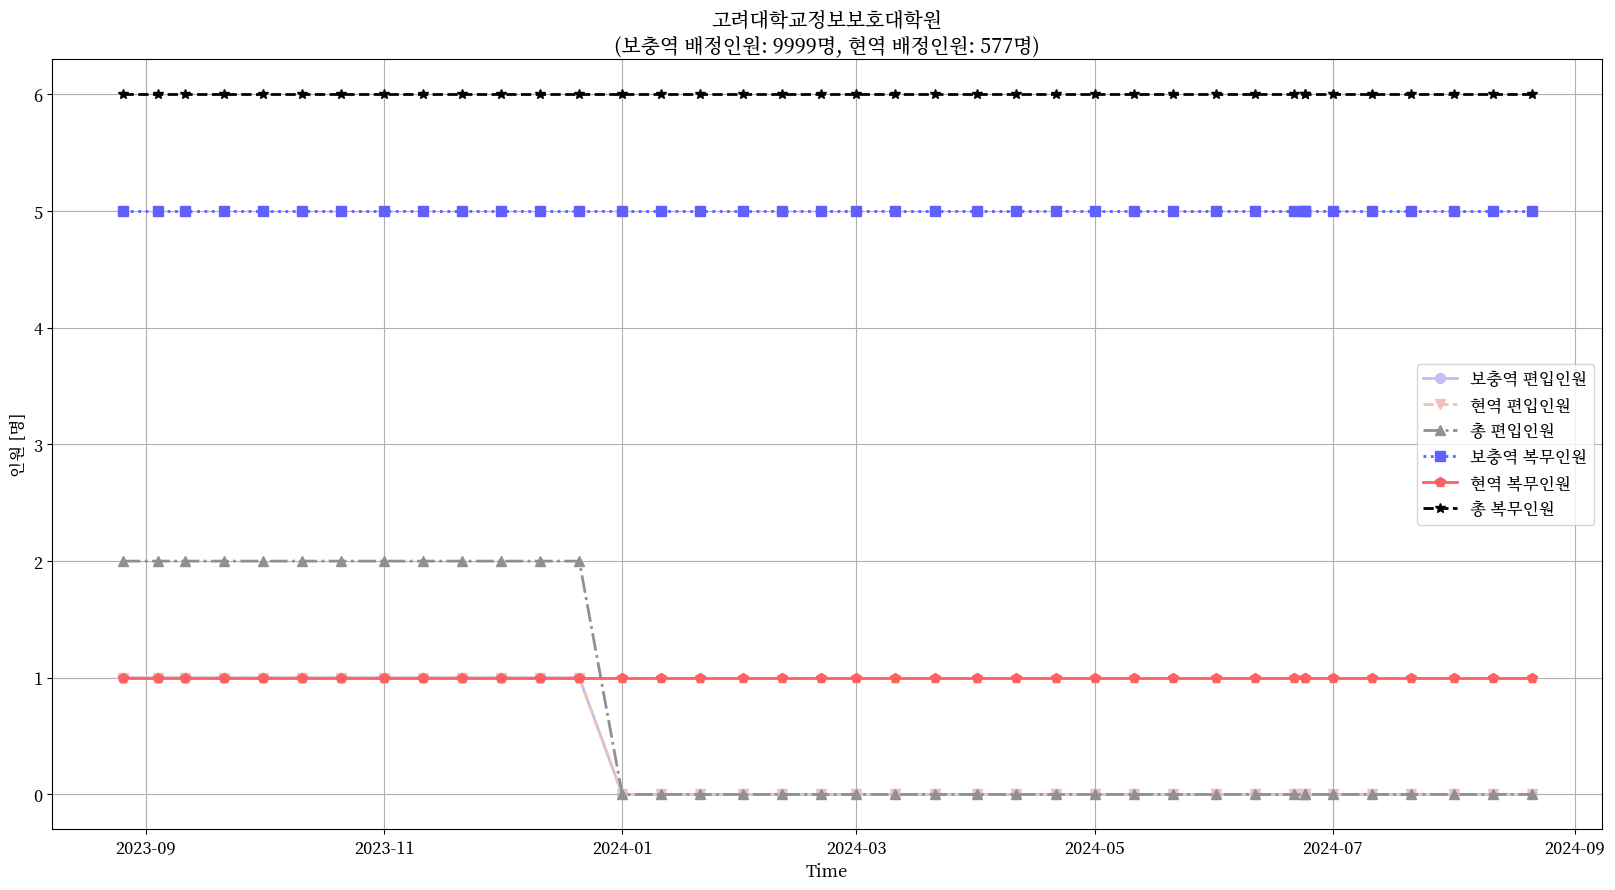 고려대학교정보보호대학원
(보충역 배정인원: 9999명, 현역 배정인원: 577명)
인원 [명]
6
5
4
3
2
1
0
보충역 편입인원
현역 편입인원
총 편입인원
보충역 복무인원
현역 복무인원
총 복무인원
2023-09
2023-11
2024-01
2024-03
2024-05
2024-07
2024-09
Time